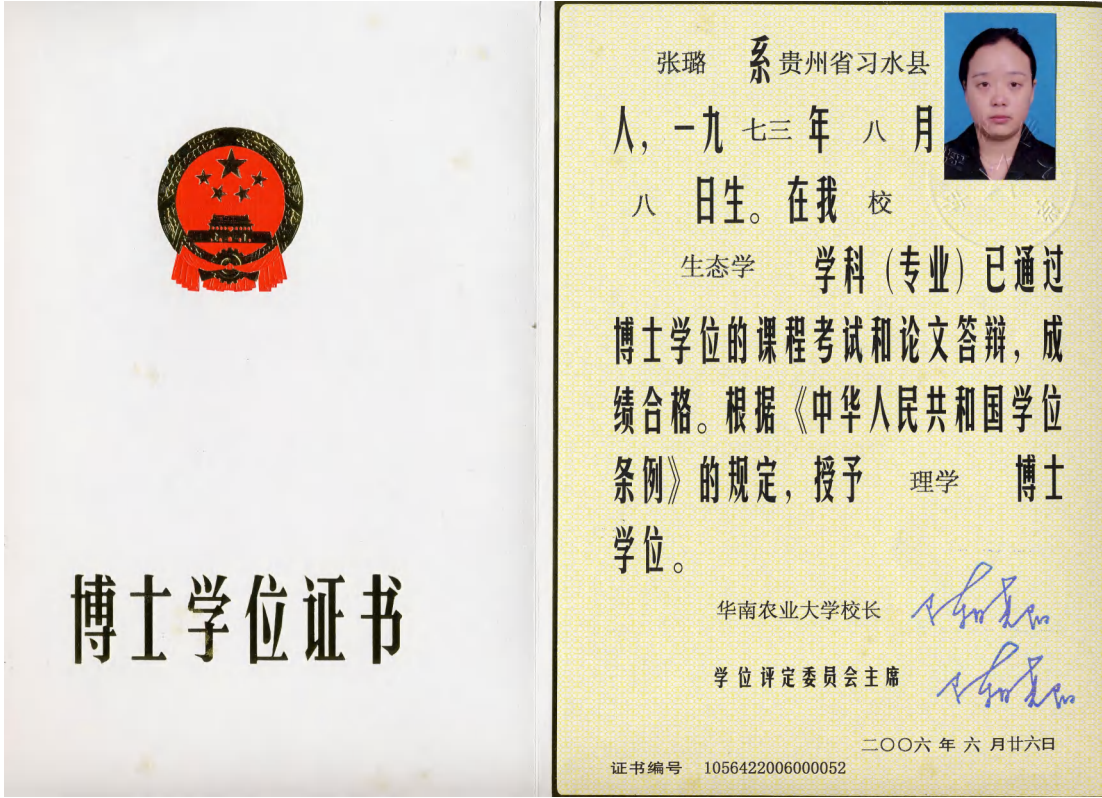 博士学位证书
张璐 系 贵州省习水县
人，一九 七三 年 八 月
八 日生。在我 校
生态学 学科（专业）已通过
博士学位的课程考试和论文答辩，成
绩合格。根据《中华人民共和国学位
条例》的规定，授予 理学 博士
学位。
华南农业大学校长
学位评定委员会主席
二〇〇六 年 六 月廿六日
证书编号 1056422006000052